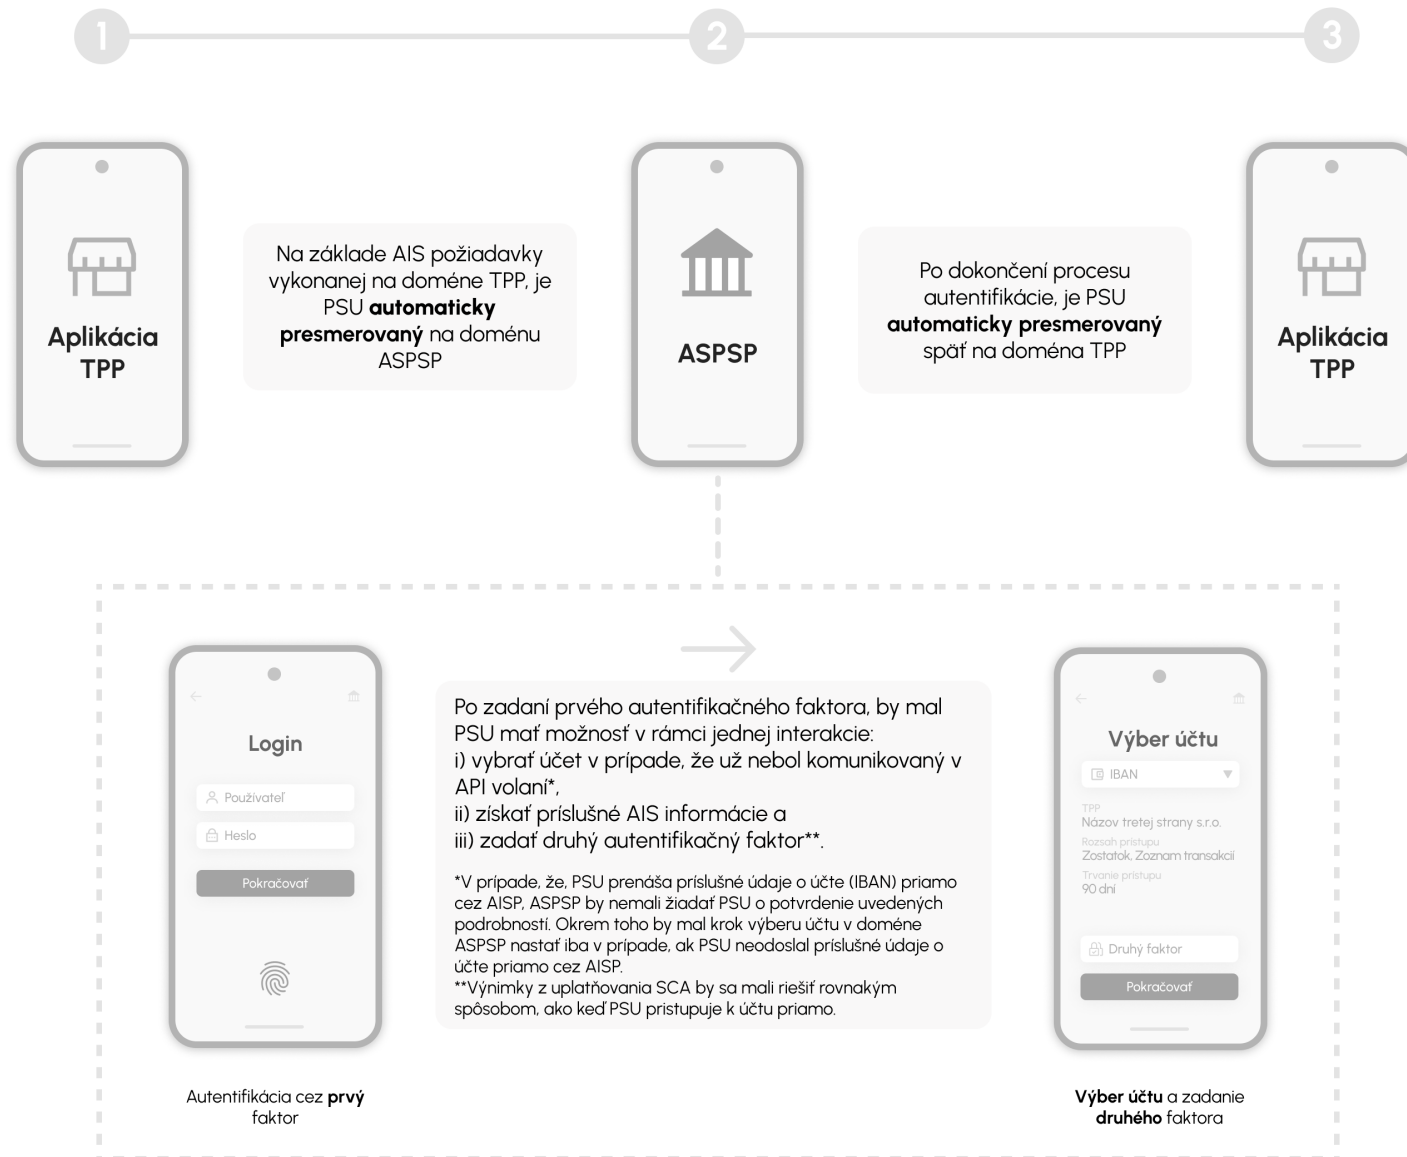 1
2
3
Aplikácia
TPP
Na základe AIS požiadavky
vykonanej na doméne TPP, je
PSU automaticky
presmerovaný na doménu
ASPSP
ASPSP
Po dokončení procesu
autentifikácie, je PSU
automaticky presmerovaný
späť na doména TPP
Aplikácia
TPP
Login
Používateľ
Heslo
Pokračovať
Po zadaní prvého autentifikačného faktora, by mal
PSU mať možnosť v rámci jednej interakcie:
i) vybrať účet v prípade, že už nebol komunikovaný v
API volaní*,
ii) získať príslušné AIS informácie a
iii) zadať druhý autentifikačný faktor**.
*V prípade, že, PSU prenáša príslušné údaje o účte (IBAN) priamo
cez AISP, ASPSP by nemali žiadať PSU o potvrdenie uvedených
podrobností. Okrem toho by mal krok výberu účtu v doméne
ASPSP nastať iba v prípade, ak PSU neodoslal príslušné údaje o
účte priamo cez AISP.
**Výnimky z uplatňovania SCA by sa mali riešiť rovnakým
spôsobom, ako keď PSU pristupuje k účtu priamo.
Výber účtu
IBAN
TPP
Názov tretej strany s.r.o.
Rozsah prístupu
Zostatok, Zoznam transakcií
Trvanie prístupu
90 dní
Druhý faktor
Pokračovať
Autentifikácia cez prvý
faktor
Výber účtu a zadanie
druhého faktora